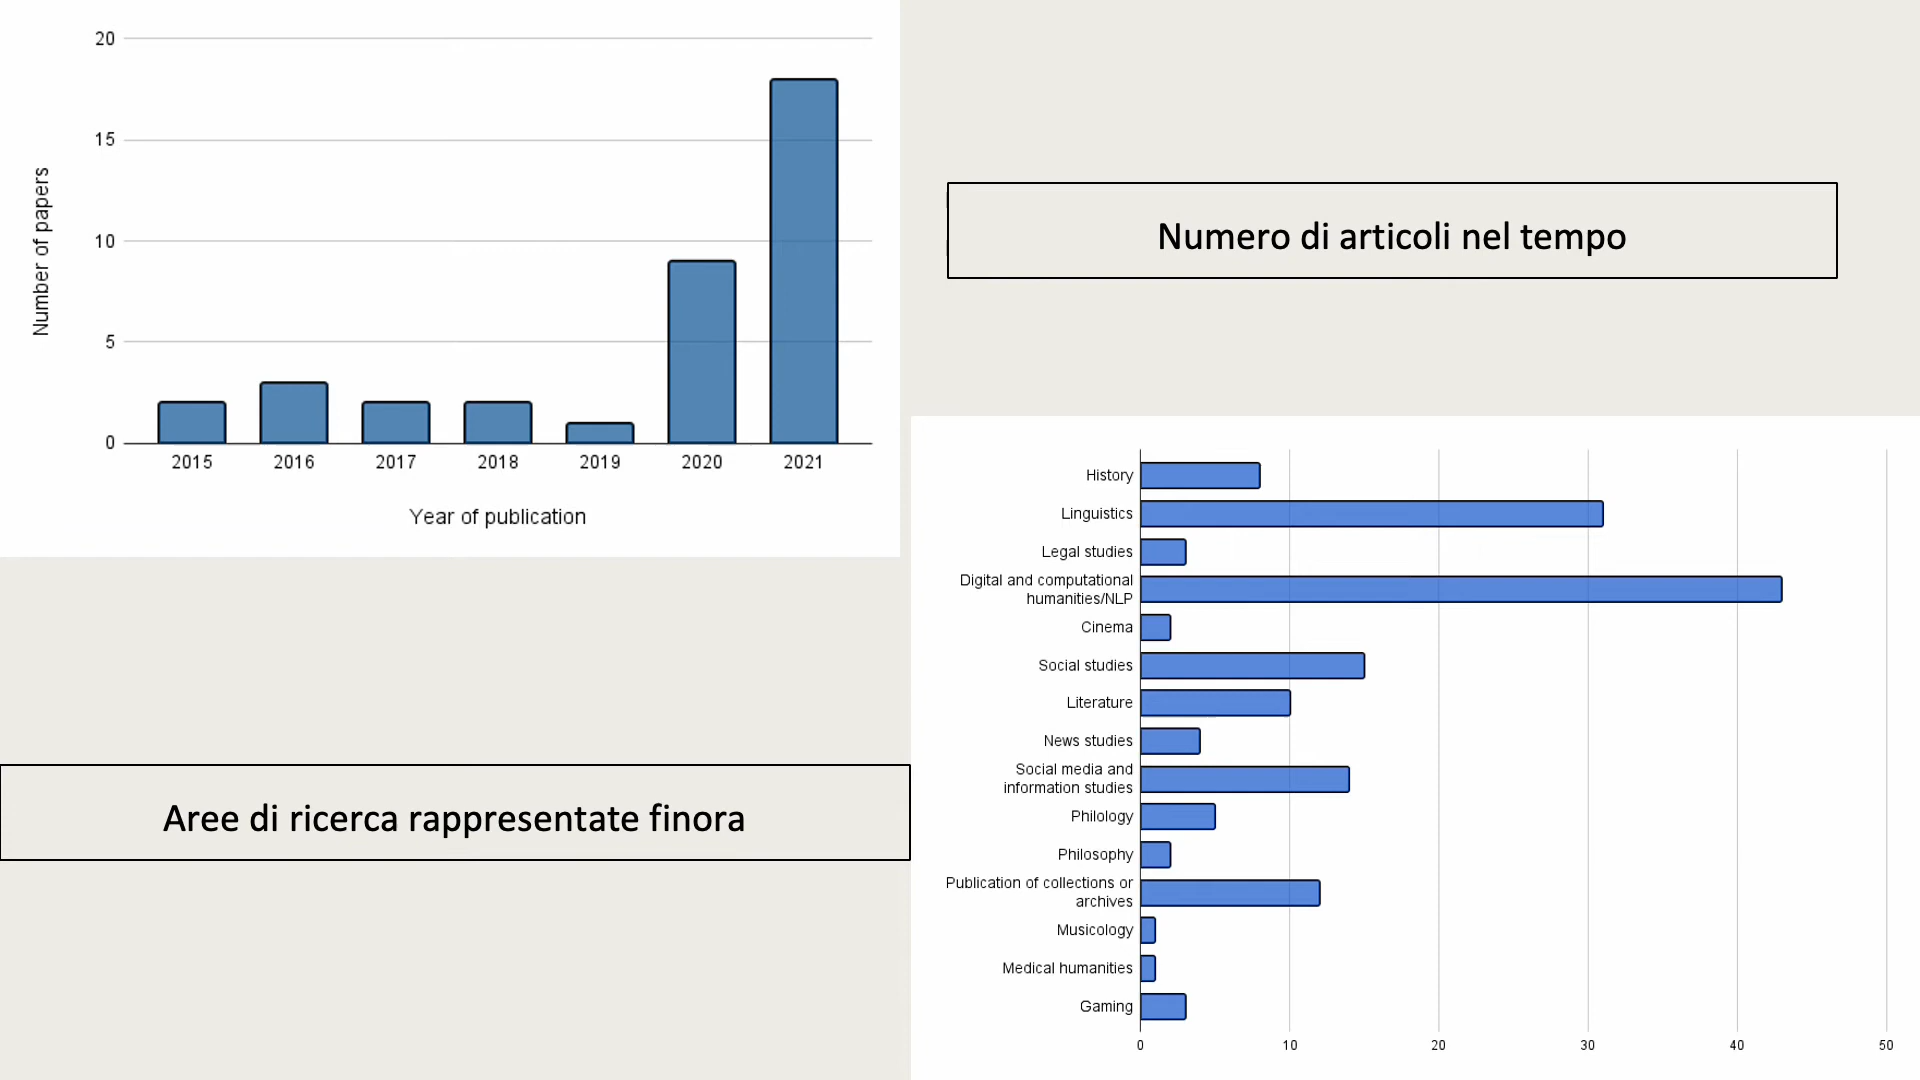 20
15
10
5
0
Number of papers
2015 2016 2017 2018 2019 2020 2021
Year of publication
Numero di articoli nel tempo
Aree di ricerca rappresentate finora
History
Linguistics
Legal studies
Digital and computational
humanities/NLP
Cinema
Social studies
Literature
News studies
Social media and
information studies
Philology
Philosophy
Publication of collections or
archives
Musicology
Medical humanities
Gaming
0 10 20 30 40 50